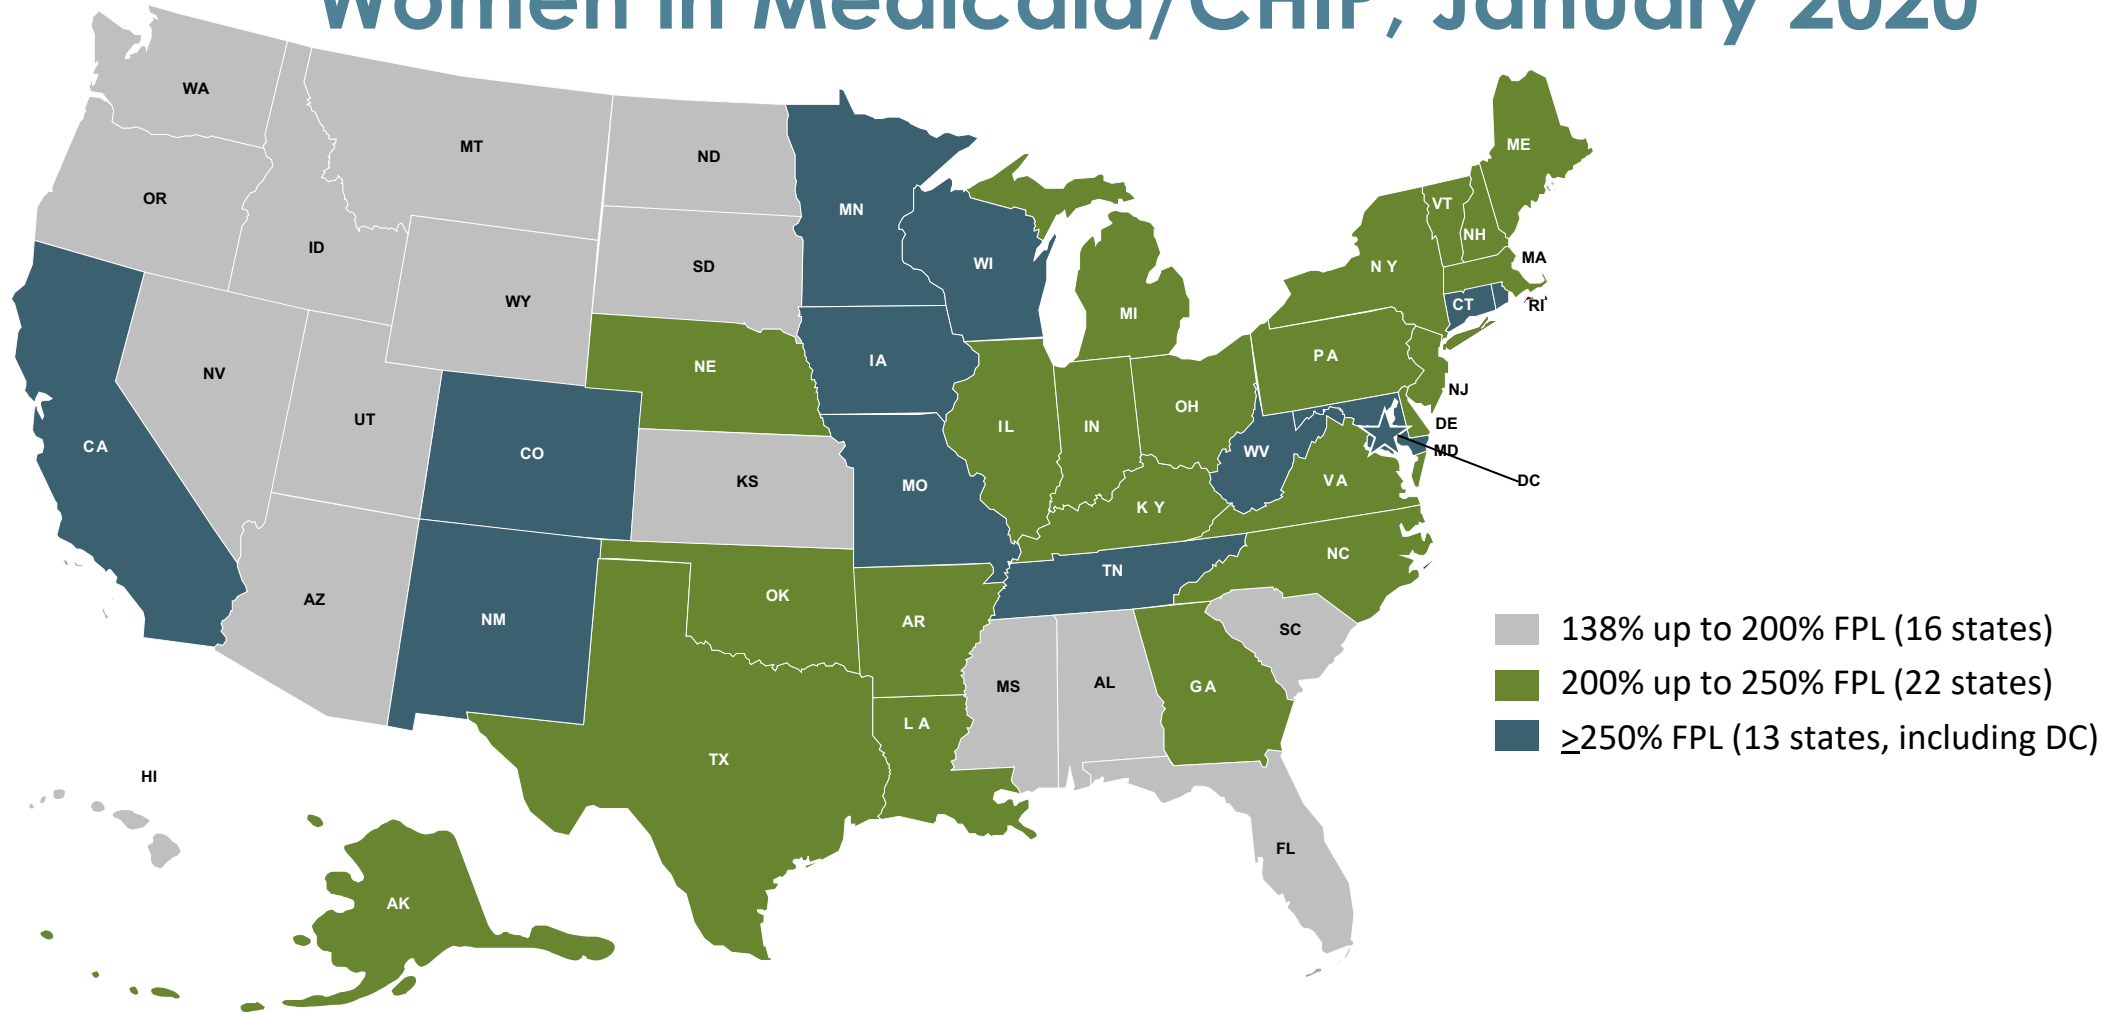 Women in Medicaid/CHIP, January 2020
WA
MT
ND
OR
ID
SD
WY
MN
WI
MI
NY
VT
NH
ME
MA
CT
RI
NV
UT
CA
CO
NE
IA
IL
IN
OH
PA
NJ
DE
MD
DC
KS
MO
WV
VA
KY
AZ
NM
OK
AR
TN
NC
SC
MS
AL
GA
LA
TX
FL
HI
AK
138% up to 200% FPL (16 states)
200% up to 250% FPL (22 states)
≥250% FPL (13 states, including DC)